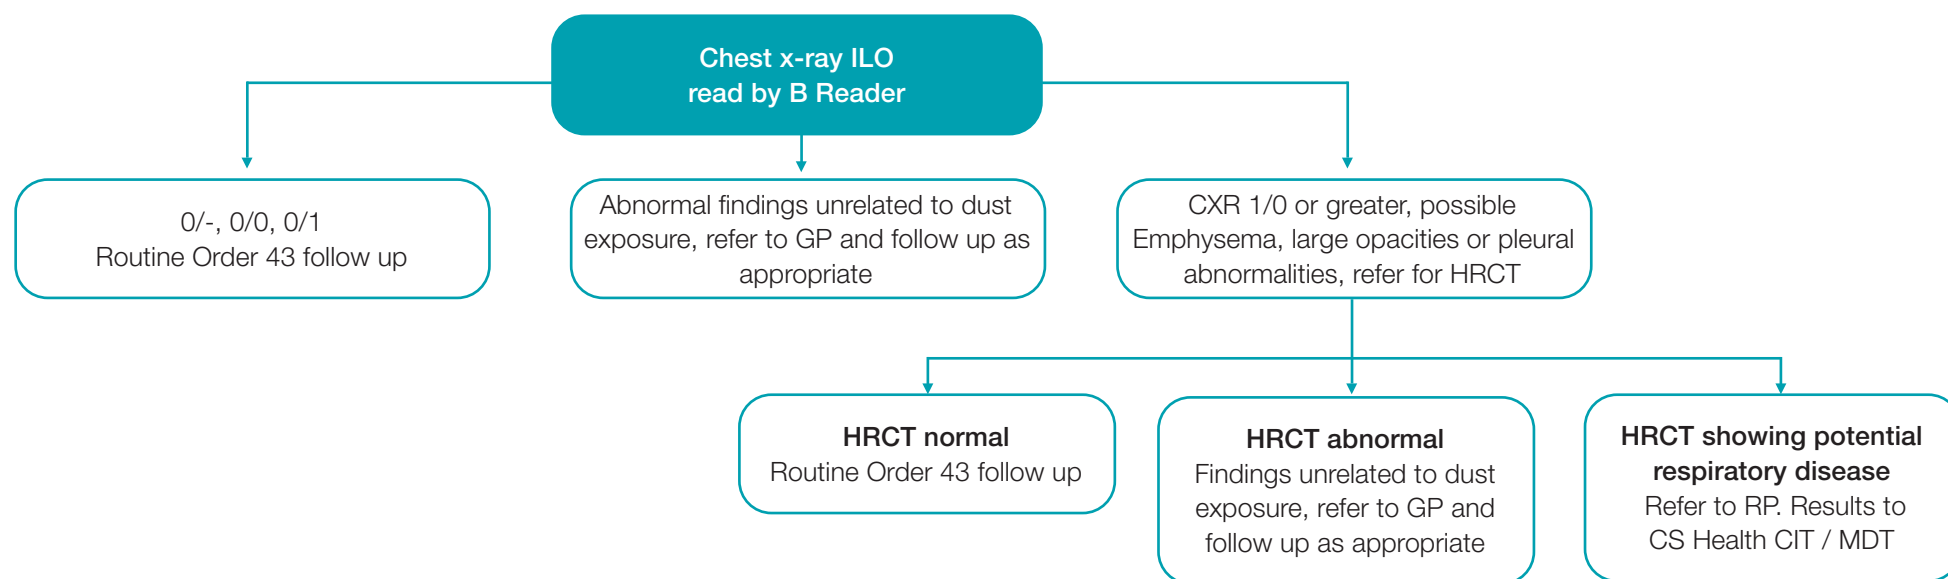 Chest x-ray ILO
read by B Reader
0/-, 0/0, 0/1
Routine Order 43 follow up
Abnormal findings unrelated to dust
exposure, refer to GP and follow up as
appropriate
CXR 1/0 or greater, possible
Emphysema, large opacities or pleural
abnormalities, refer for HRCT
HRCT normal
Routine Order 43 follow up
HRCT abnormal
Findings unrelated to dust
exposure, refer to GP and
follow up as appropriate
HRCT showing potential
respiratory disease
Refer to RP. Results to
CS Health CIT / MDT